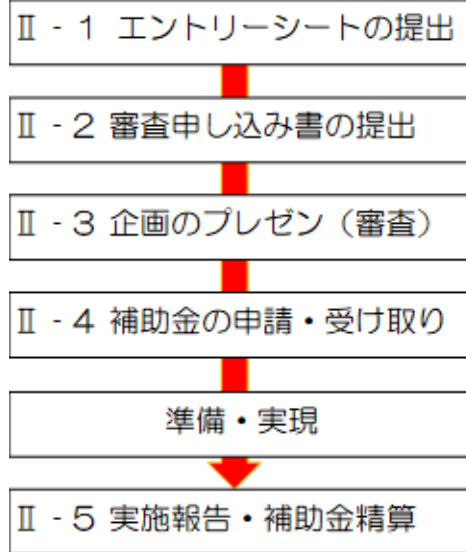 Ⅱ - 1 エントリーシートの提出
Ⅱ - 2 審査申し込み書の提出
Ⅱ - 3 企画のプレゼン（審査）
Ⅱ - 4 補助金の申請・受け取り
準備・実現
Ⅱ - 5 実施報告・補助金精算